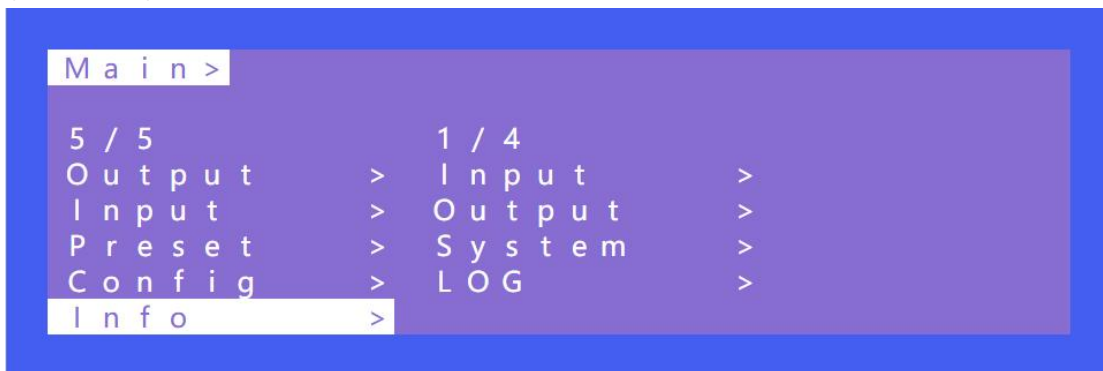 Main>
5/5 1/4
Output > Input >
Input > Output >
Preset > System >
Config > LOG >
Info >